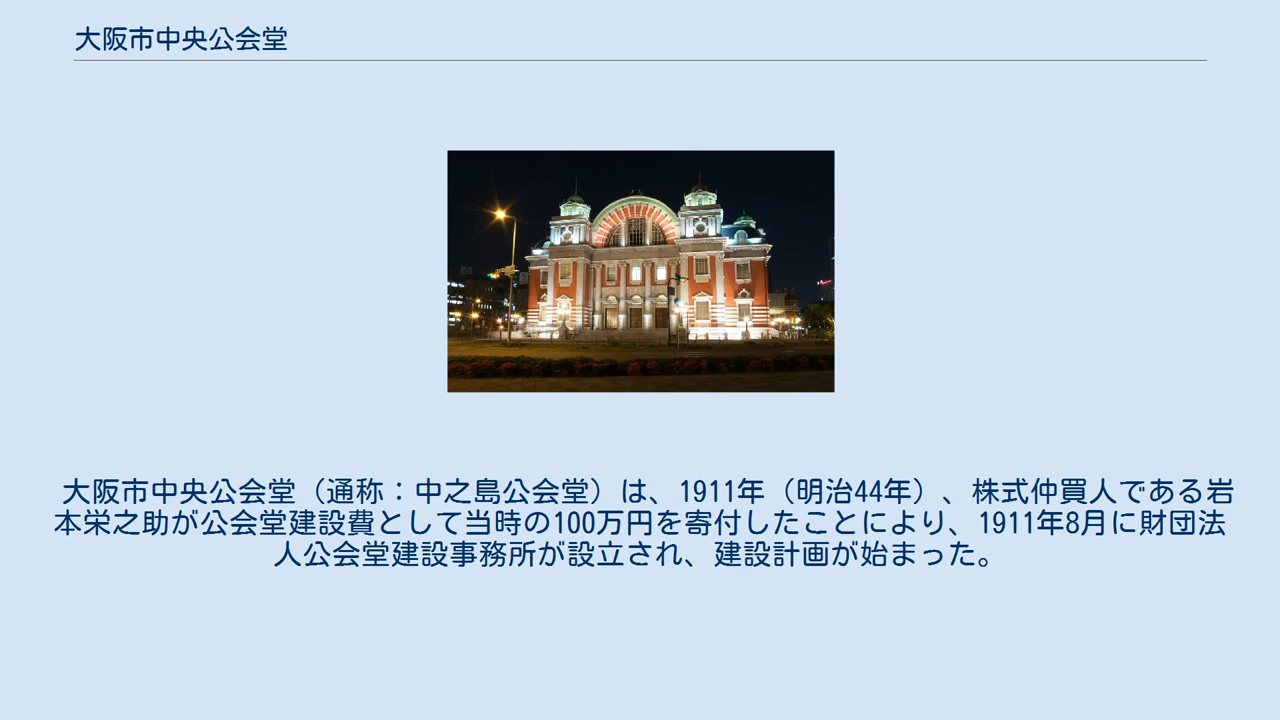 大阪市中央公会堂
大阪市中央公会堂（通称：中之島公会堂）は、1911年（明治44年）、株式仲買人である岩
本栄之助が公会堂建設費として当時の100万円を寄付したことにより、1911年8月に財団法
人公会堂建設事務所が設立され、建設計画が始まった。